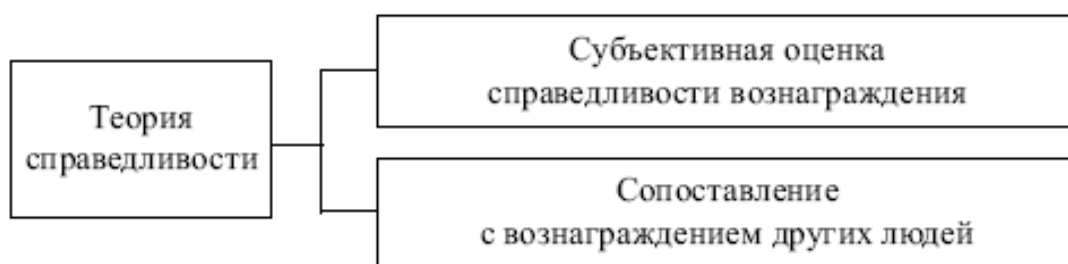 Теория
справедливости
Субъективная оценка
справедливости вознаграждения
Сопоставление
с вознаграждением других людей